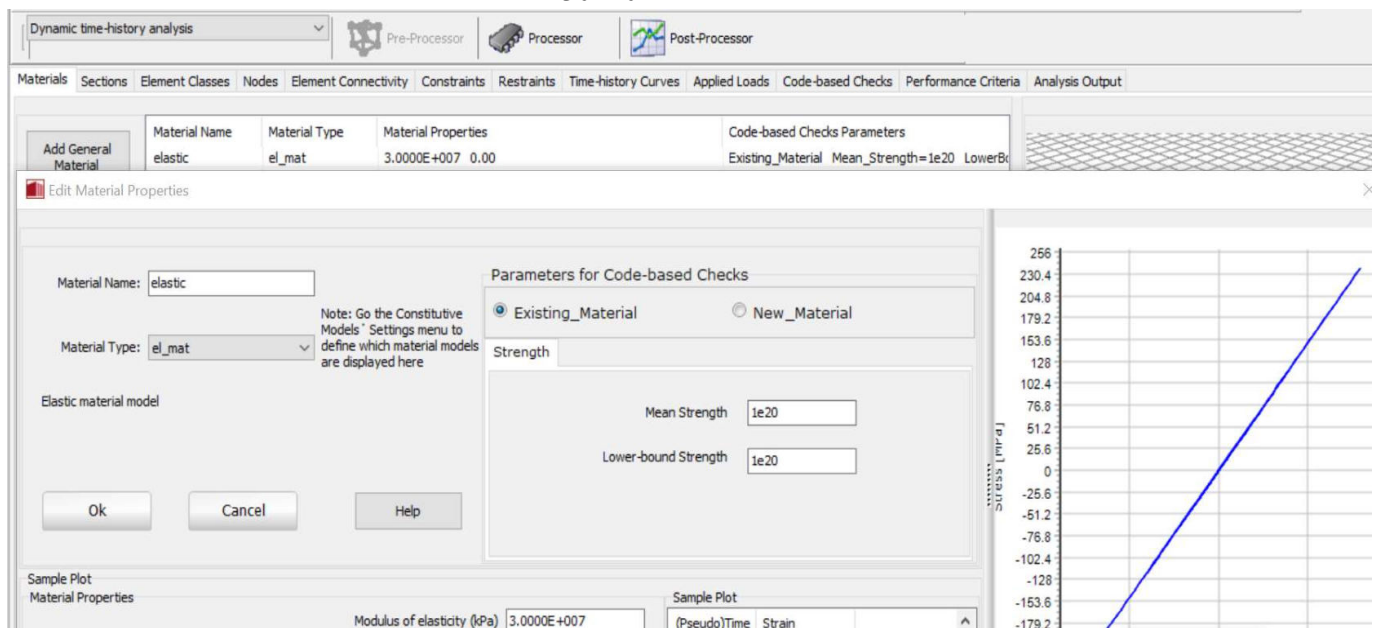 Dynamic time-history analysis
Pre-Processor
Processor
Post-Processor
Materials Sections Element Classes Nodes Element Connectivity Constraints Restraints Time-history Curves Applied Loads Code-based Checks Performance Criteria Analysis Output
Add General Material
Material Name Material Type Material Properties Code-based Checks Parameters
elastic el_mat 3.0000E+007 0.00 Existing_Material Mean_Strength=1e20
Edit Material Properties
Material Name: elastic
Material Type: el_mat
Note: Go the Constitutive
Models` Settings menu to
define which material models
are displayed here
Elastic material model
Ok Cancel Help
Parameters for Code-based Checks
Existing_Material New_Material
Strength
Mean Strength 1e20
Lower-bound Strength 1e20
Sample Plot
Material Properties
Modulus of elasticity (kPa) 3.0000E+007
Sample Plot
(Pseudo)Time Strain
Stress [MPa]
256
230.4
204.8
179.2
153.6
128
102.4
76.8
51.2
25.6
0
-25.6
-51.2
-76.8
-102.4
-128
-153.6
-179.2